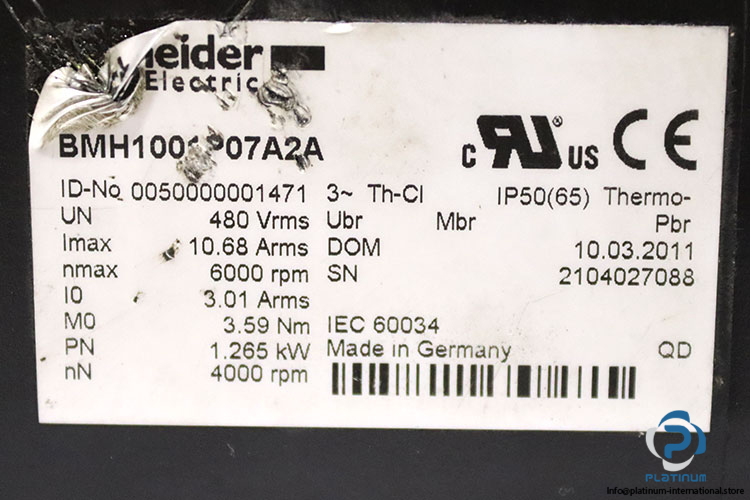 neider
Electric
BMH1001P07A2A
c UR US CE
ID-No 0050000001471 3~ Th-Cl IP50(65) Thermo-
UN 480 Vrms Ubr Mbr Pbr
Imax 10.68 Arms DOM 10.03.2011
nmax 6000 rpm SN 2104027088
I0 3.01 Arms
M0 3.59 Nm IEC 60034
PN 1.265 kW Made in Germany QD
nN 4000 rpm
PLATINUM
Info@platinum-international.store